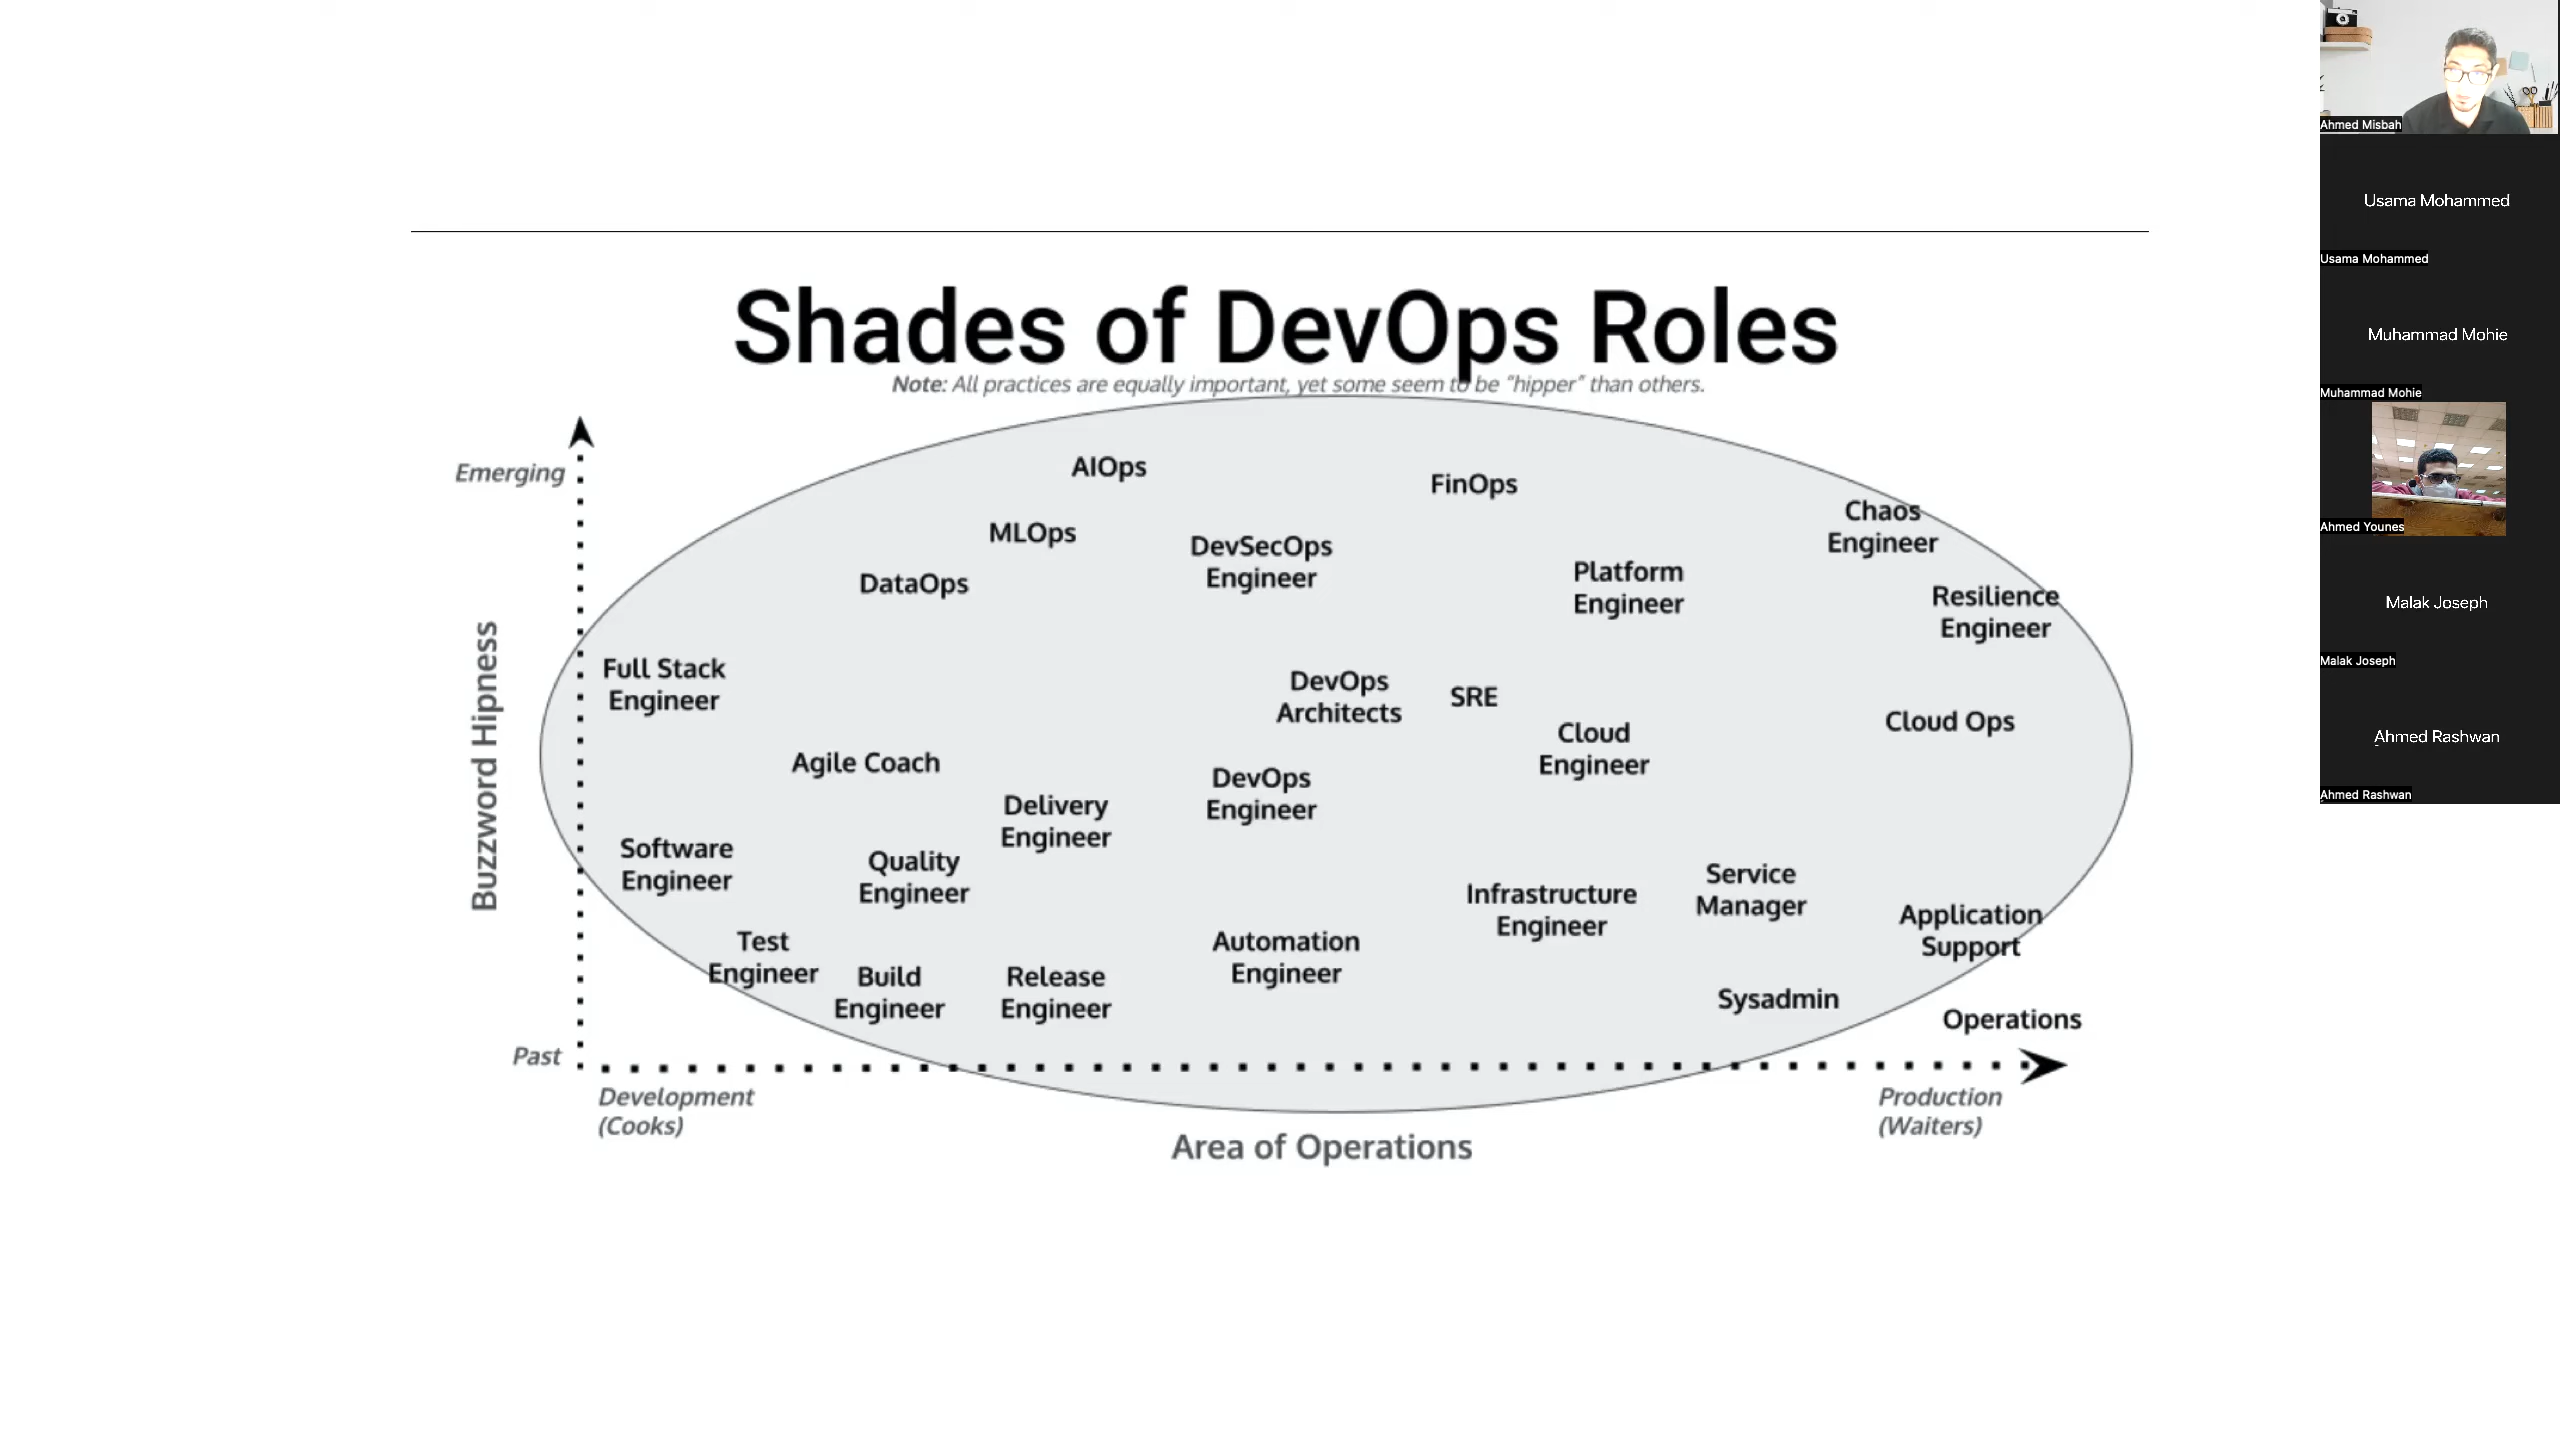 Shades of DevOps Roles
Note: All practices are equally important, yet some seem to be "hipper" than others.
Emerging
Buzzword Hipness
Past
AIOps
FinOps
Chaos
Engineer
MLOps
DevSecOps
Engineer
DataOps
Platform
Engineer
Resilience
Engineer
Full Stack
Engineer
DevOps
Architects
SRE
Cloud Ops
Cloud
Engineer
Agile Coach
DevOps
Engineer
Delivery
Engineer
Software
Engineer
Quality
Engineer
Service
Manager
Infrastructure
Engineer
Application
Support
Test
Engineer
Automation
Engineer
Build
Engineer
Release
Engineer
Sysadmin
Operations
Development
(Cooks)
Production
(Waiters)
Area of Operations
Ahmed Misbah
Usama Mohammed
Usama Mohammed
Muhammad Mohie
Muhammad Mohie
Ahmed Younes
Malak Joseph
Malak Joseph
Ahmed Rashwan
Ahmed Rashwan